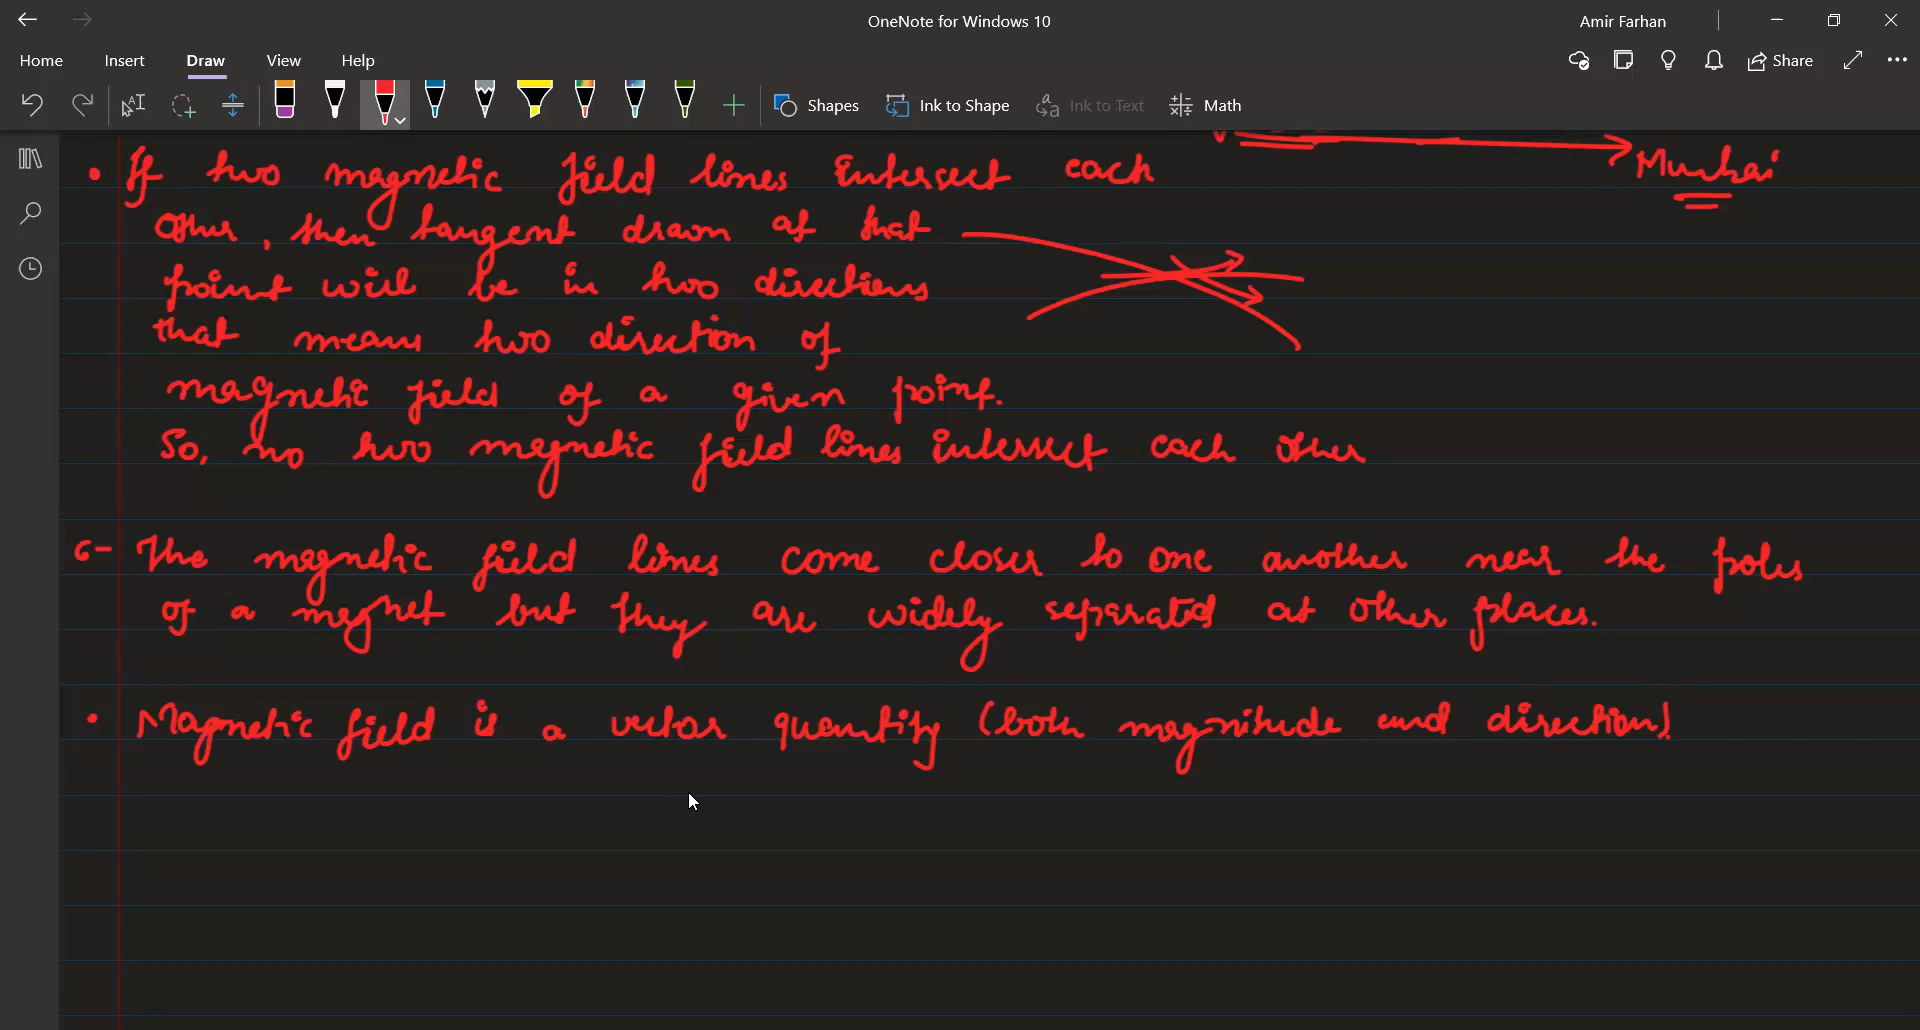 OneNote for Windows 10
Amir Farhan
Home Insert Draw View Help
Share
Shapes Ink to Shape Ink to Text Math
• If two magnetic field lines intersect each
Mumbai
other, then tangent drawn at that
point will be in two directions
that means two direction of
magnetic field of a given point.
So, no two magnetic field lines intersect each other
6- The magnetic field lines come closer to one another near the poles
of a magnet but they are widely separated at other places.
• Magnetic field is a vector quantity (both magnitude and direction).